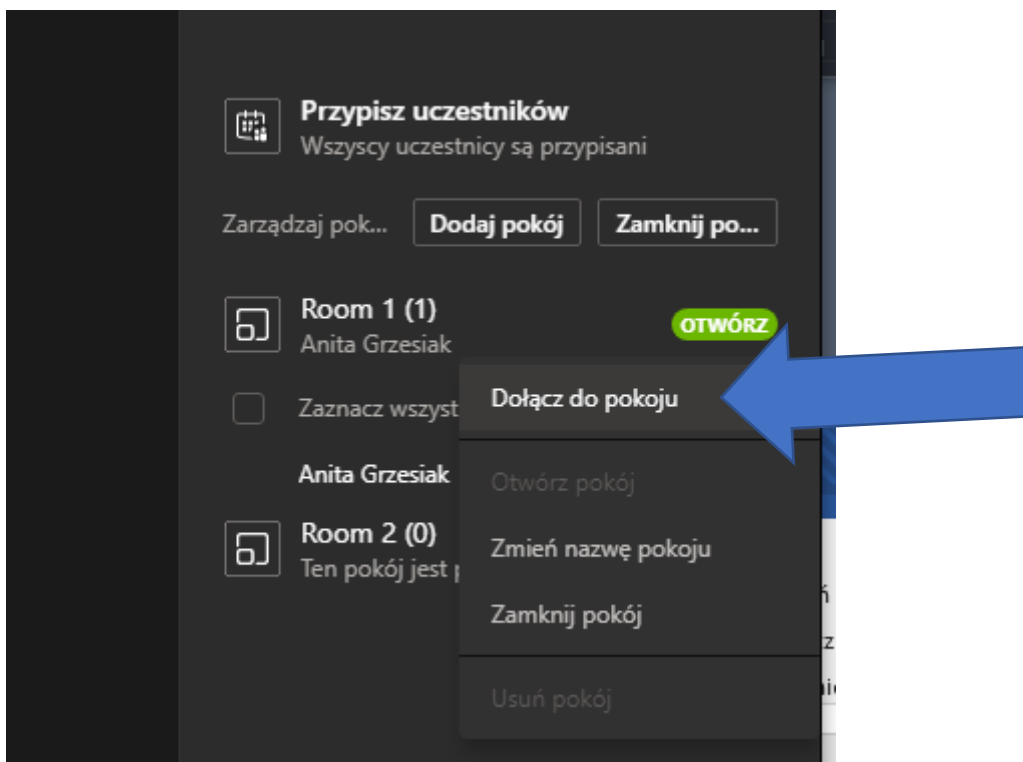 Przypisz uczestników
Wszyscy uczestnicy są przypisani
Zarządzaj pok... Dodaj pokój Zamknij po...
Room 1 (1) OTWÓRZ
Anita Grzesiak
Dołącz do pokoju
Zaznacz wszyst
Anita Grzesiak
Otwórz pokój
Room 2 (0)
Zmień nazwę pokoju
Ten pokój jest
Zamknij pokój
Usuń pokój